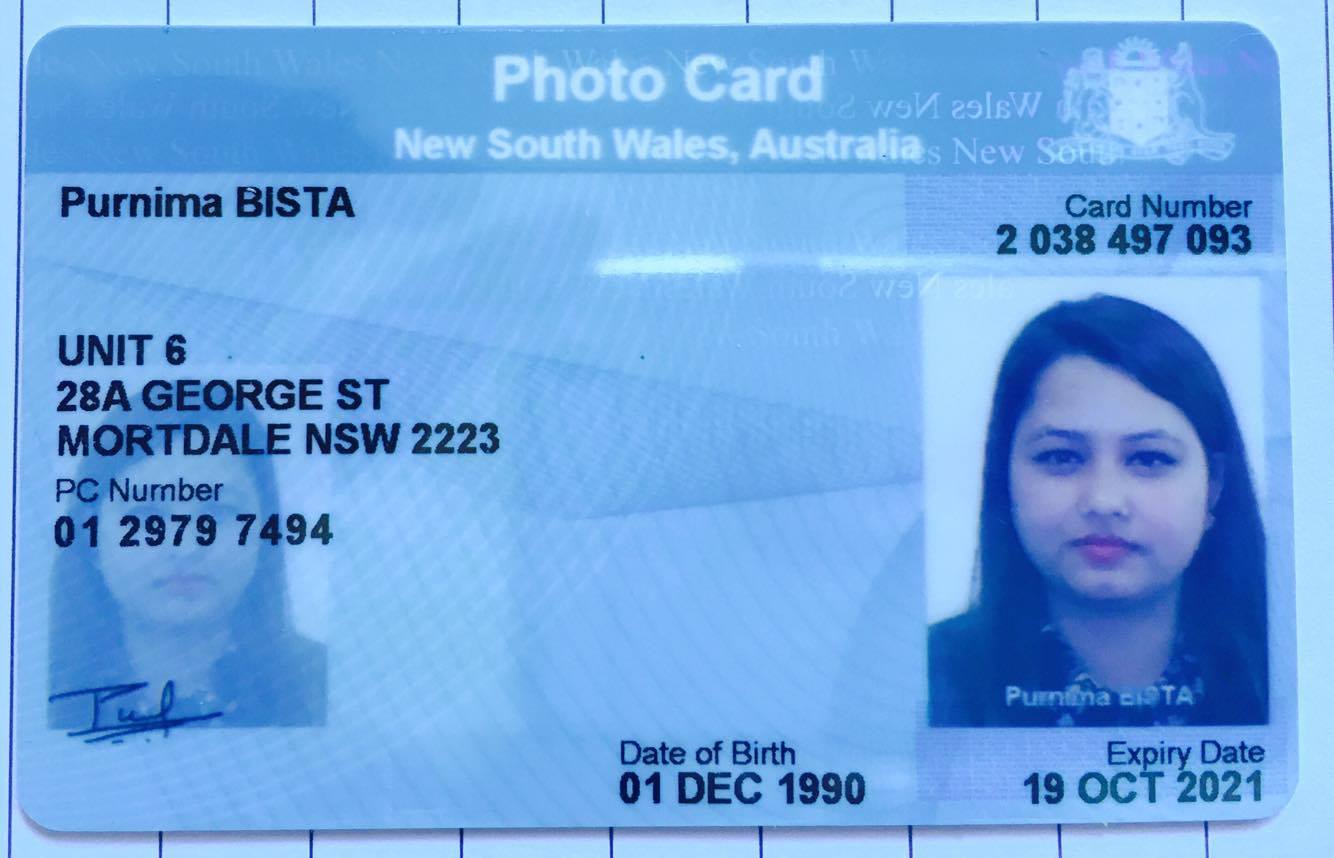 Photo Card
New South Wales, Australia
Purnima BISTA
Card Number
2 038 497 093
UNIT 6
28A GEORGE ST
MORTDALE NSW 2223
PC Number
01 2979 7494
Purnima BISTA
Date of Birth
01 DEC 1990
Expiry Date
19 OCT 2021